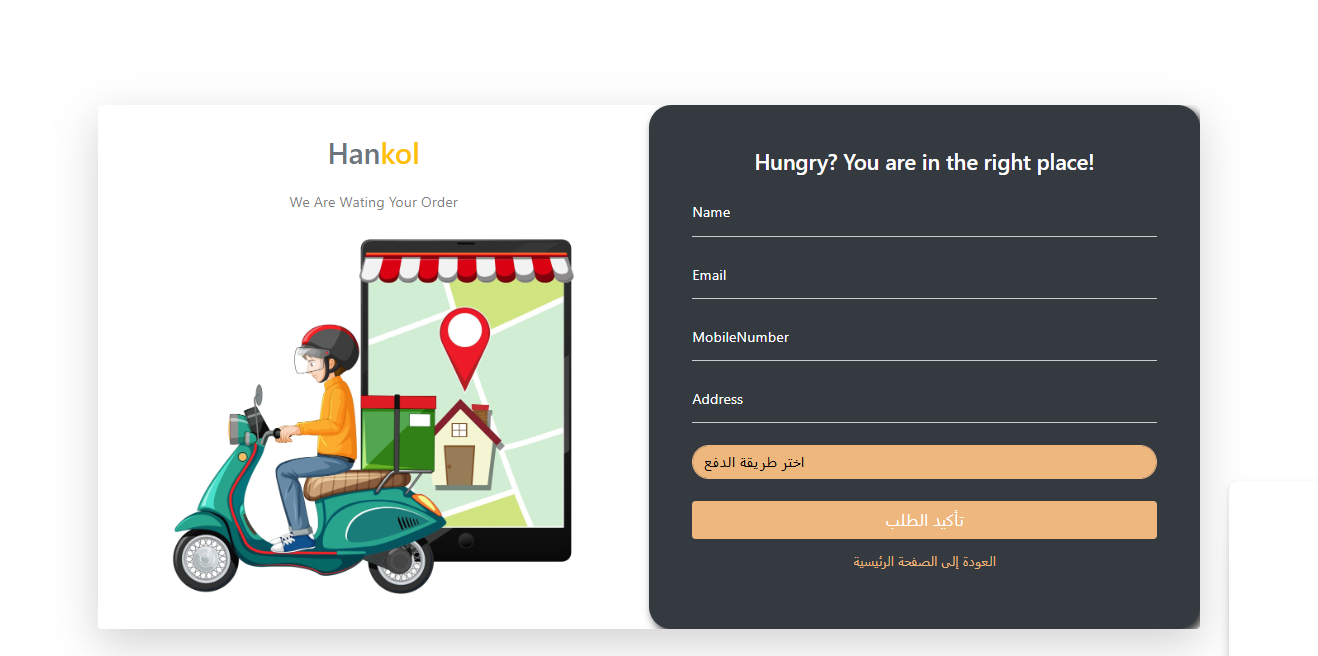 Hankol
We Are Wating Your Order
Hungry? You are in the right place!
Name
Email
MobileNumber
Address
اختر طريقة الدفع
تأكيد الطلب
العودة إلى الصفحة الرئيسية